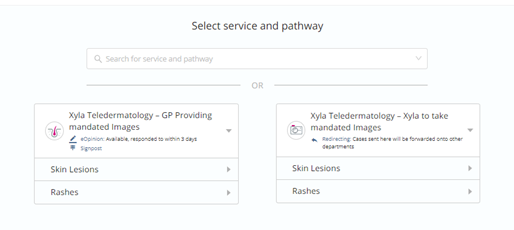 Select service and pathway
Search for service and pathway
OR
Xyla Teledermatology – GP Providing
mandated Images
eOpinion: Available, responded to within 3 days
Signpost
Skin Lesions
Rashes
Xyla Teledermatology – Xyla to take
mandated Images
Redirecting: Cases sent here will be forwarded onto other
departments
Skin Lesions
Rashes